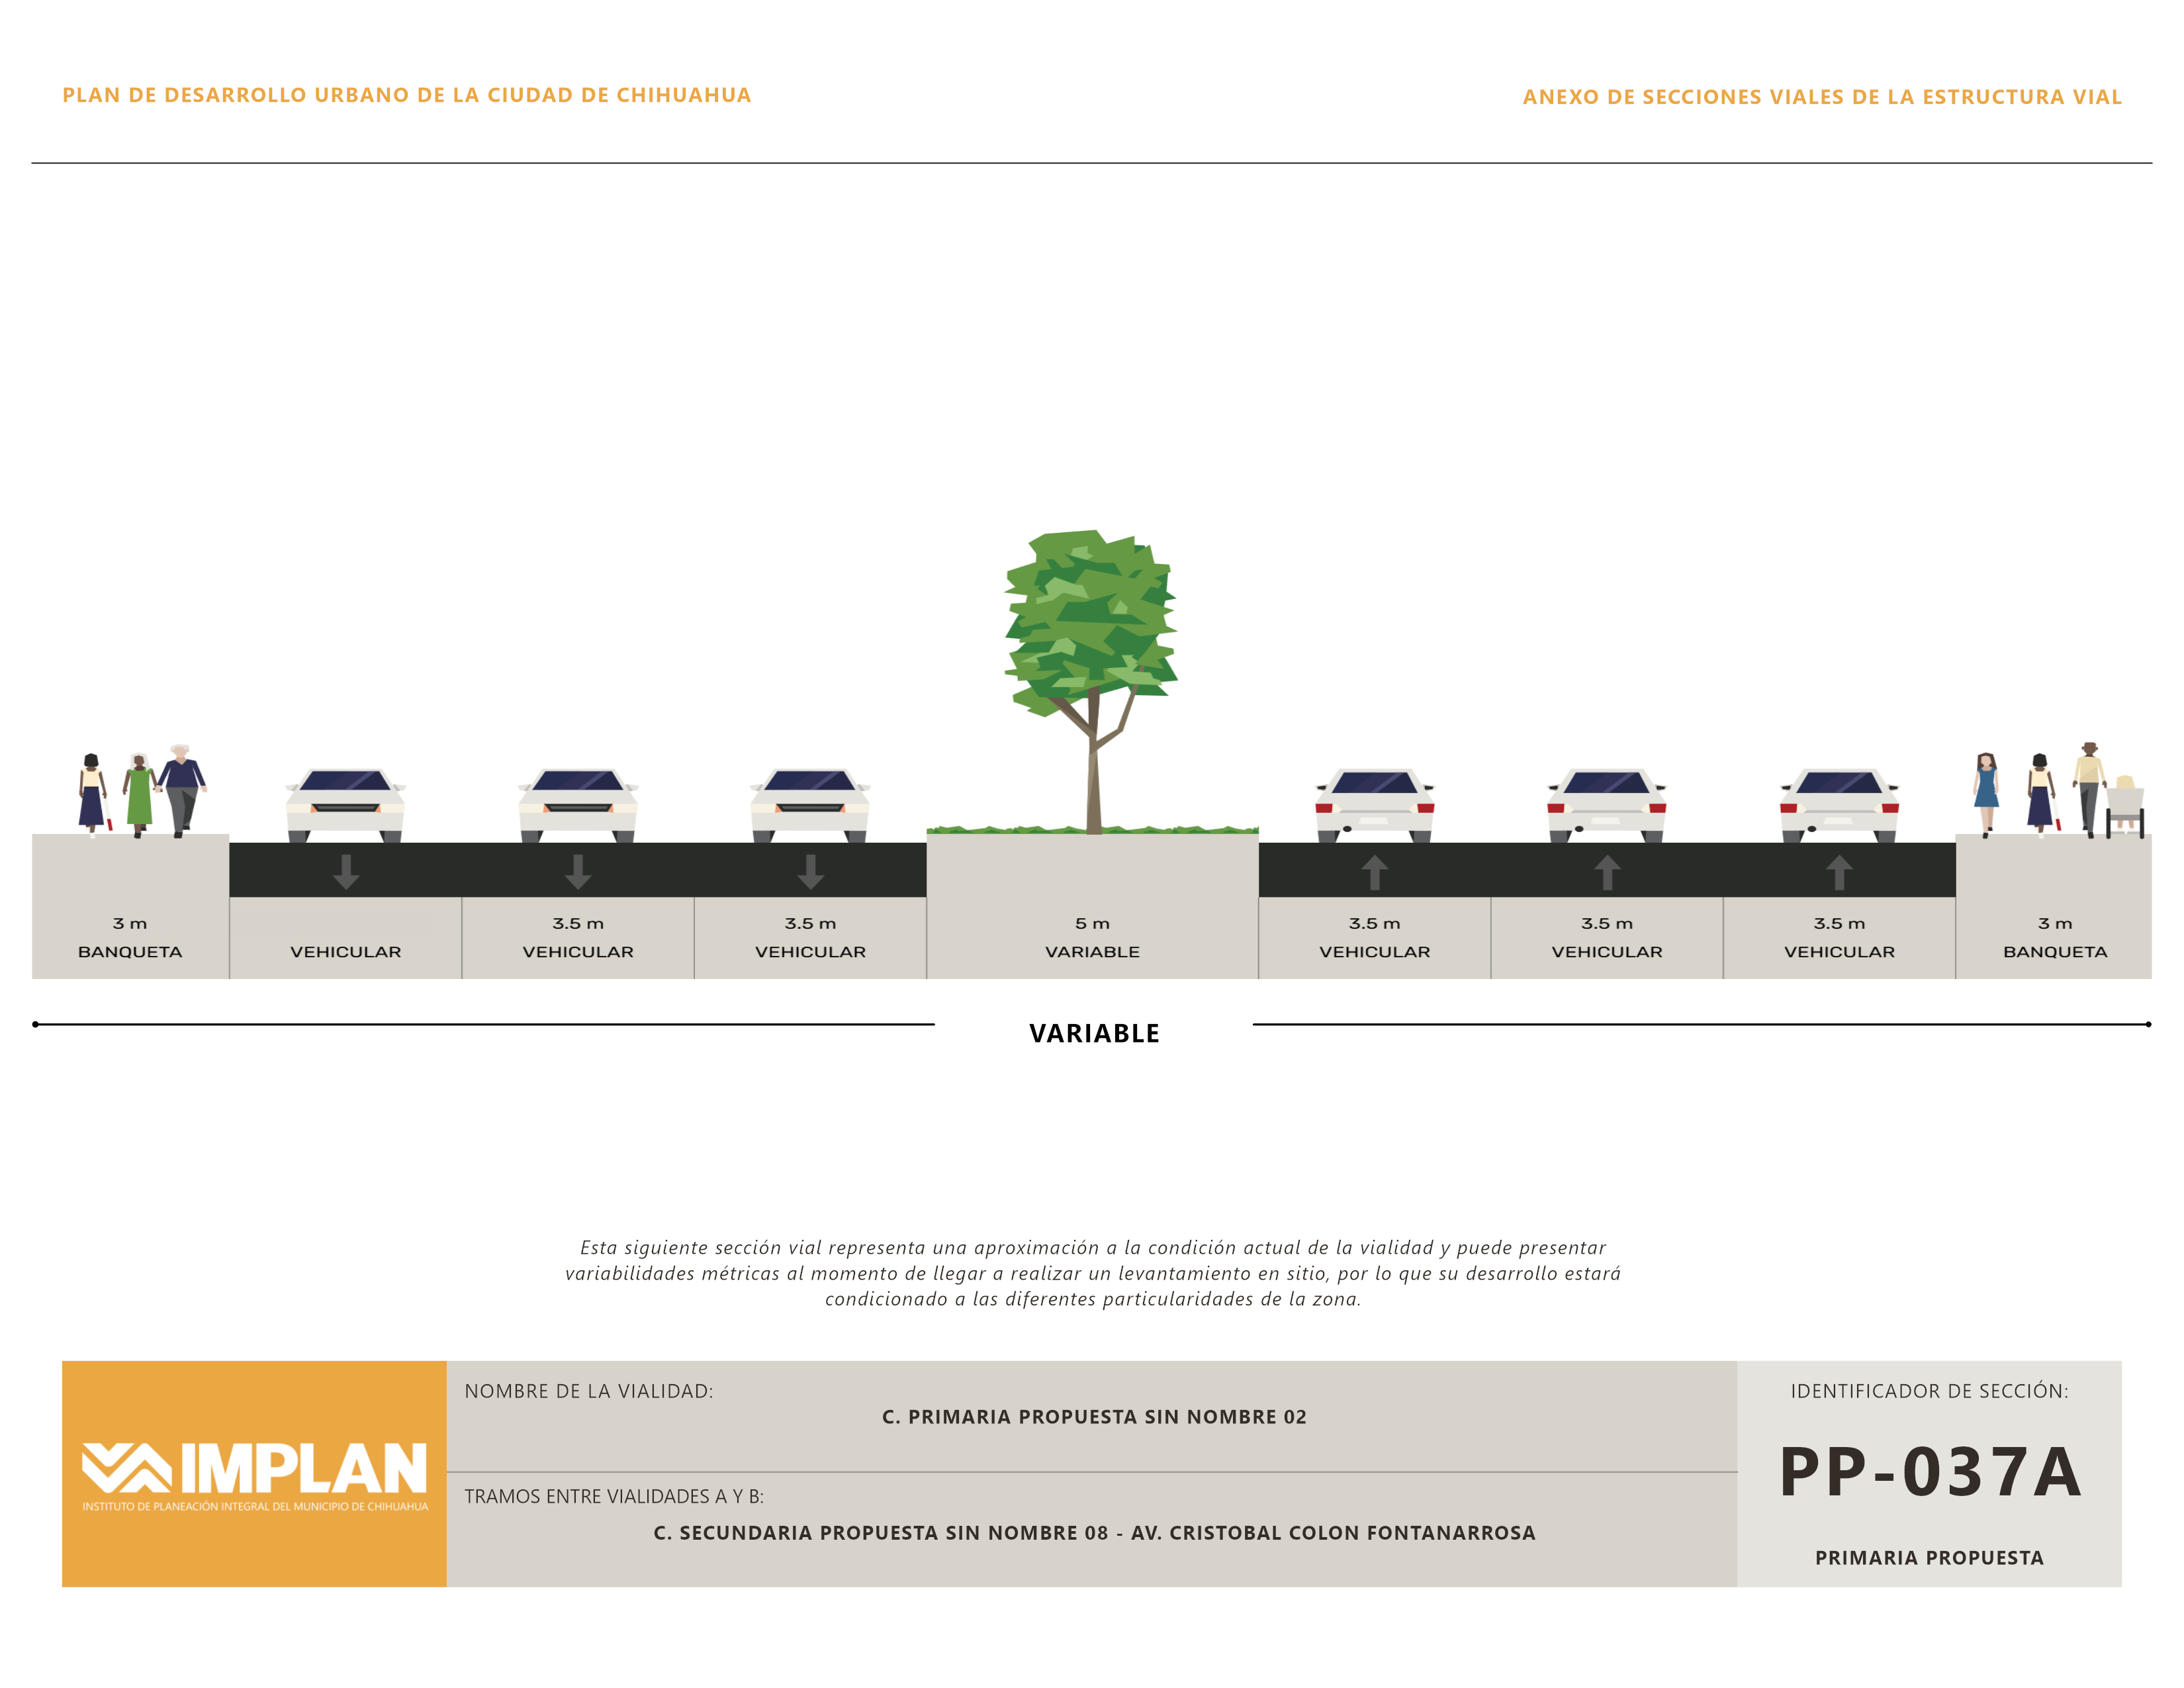 PLAN DE DESARROLLO URBANO DE LA CIUDAD DE CHIHUAHUA
ANEXO DE SECCIONES VIALES DE LA ESTRUCTURA VIAL
3 m
BANQUETA
VEHICULAR
3.5 m
VEHICULAR
3.5 m
VEHICULAR
5 m
VARIABLE
3.5 m
VEHICULAR
3.5 m
VEHICULAR
3.5 m
VEHICULAR
3 m
BANQUETA
VARIABLE
Esta siguiente sección vial representa una aproximación a la condición actual de la vialidad y puede presentar
variabilidades métricas al momento de llegar a realizar un levantamiento en sitio, por lo que su desarrollo estará
condicionado a las diferentes particularidades de la zona.
IMPLAN
INSTITUTO DE PLANEACIÓN INTEGRAL DEL MUNICIPIO DE CHIHUAHUA
NOMBRE DE LA VIALIDAD:
C. PRIMARIA PROPUESTA SIN NOMBRE 02
TRAMOS ENTRE VIALIDADES A Y B:
C. SECUNDARIA PROPUESTA SIN NOMBRE 08 - AV. CRISTOBAL COLON FONTANARROSA
IDENTIFICADOR DE SECCIÓN:
PP-037A
PRIMARIA PROPUESTA